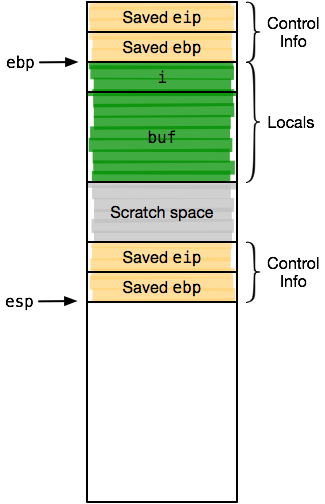 Saved eip
Saved ebp
Control
Info
ebp
i
buf
Locals
Scratch space
Saved eip
Saved ebp
Control
Info
esp